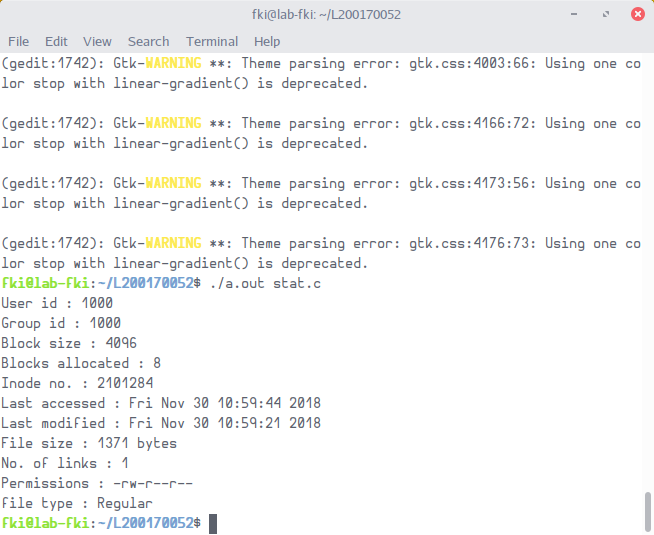 fki@lab-fki: ~/L200170052
File Edit View Search Terminal Help
(gedit:1742): Gtk-WARNING **: Theme parsing error: gtk.css:4003:66: Using one co
lor stop with linear-gradient() is deprecated.
(gedit:1742): Gtk-WARNING **: Theme parsing error: gtk.css:4166:72: Using one co
lor stop with linear-gradient() is deprecated.
(gedit:1742): Gtk-WARNING **: Theme parsing error: gtk.css:4173:56: Using one co
lor stop with linear-gradient() is deprecated.
(gedit:1742): Gtk-WARNING **: Theme parsing error: gtk.css:4176:73: Using one co
lor stop with linear-gradient() is deprecated.
fki@lab-fki:~/L200170052$ ./a.out stat.c
User id : 1000
Group id : 1000
Block size : 4096
Blocks allocated : 8
Inode no. : 2101284
Last accessed : Fri Nov 30 10:59:44 2018
Last modified : Fri Nov 30 10:59:21 2018
File size : 1371 bytes
No. of links : 1
Permissions : -rw-r--r--
file type : Regular
fki@lab-fki:~/L200170052$